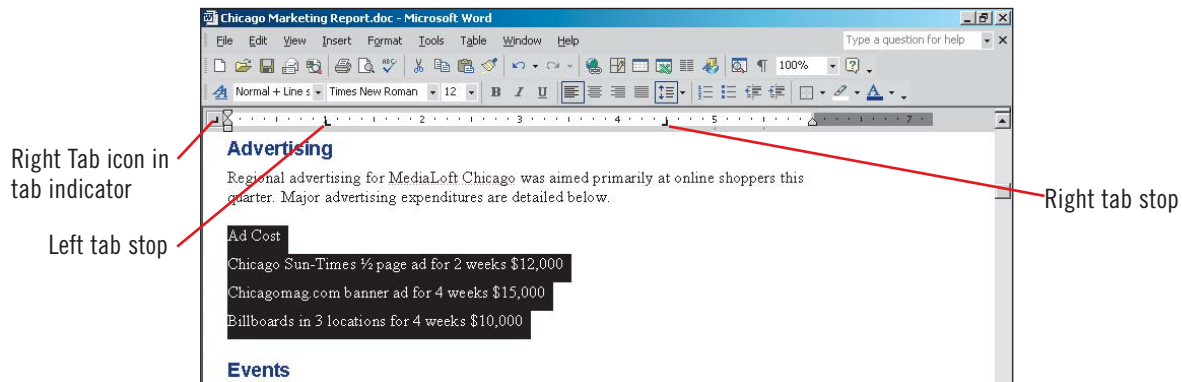 Chicago Marketing Report.doc - Microsoft Word
File Edit View Insert Format Tools Table Window Help Type a question for help
100%
Normal + Line s Times New Roman 12 B I U
1 2 3 4 5 7
Right Tab icon in
tab indicator
Left tab stop
Right tab stop
Advertising
Regional advertising for MediaLoft Chicago was aimed primarily at online shoppers this
quarter. Major advertising expenditures are detailed below.
Ad Cost
Chicago Sun-Times ½ page ad for 2 weeks $12,000
Chicagomag.com banner ad for 4 weeks $15,000
Billboards in 3 locations for 4 weeks $10,000
Events